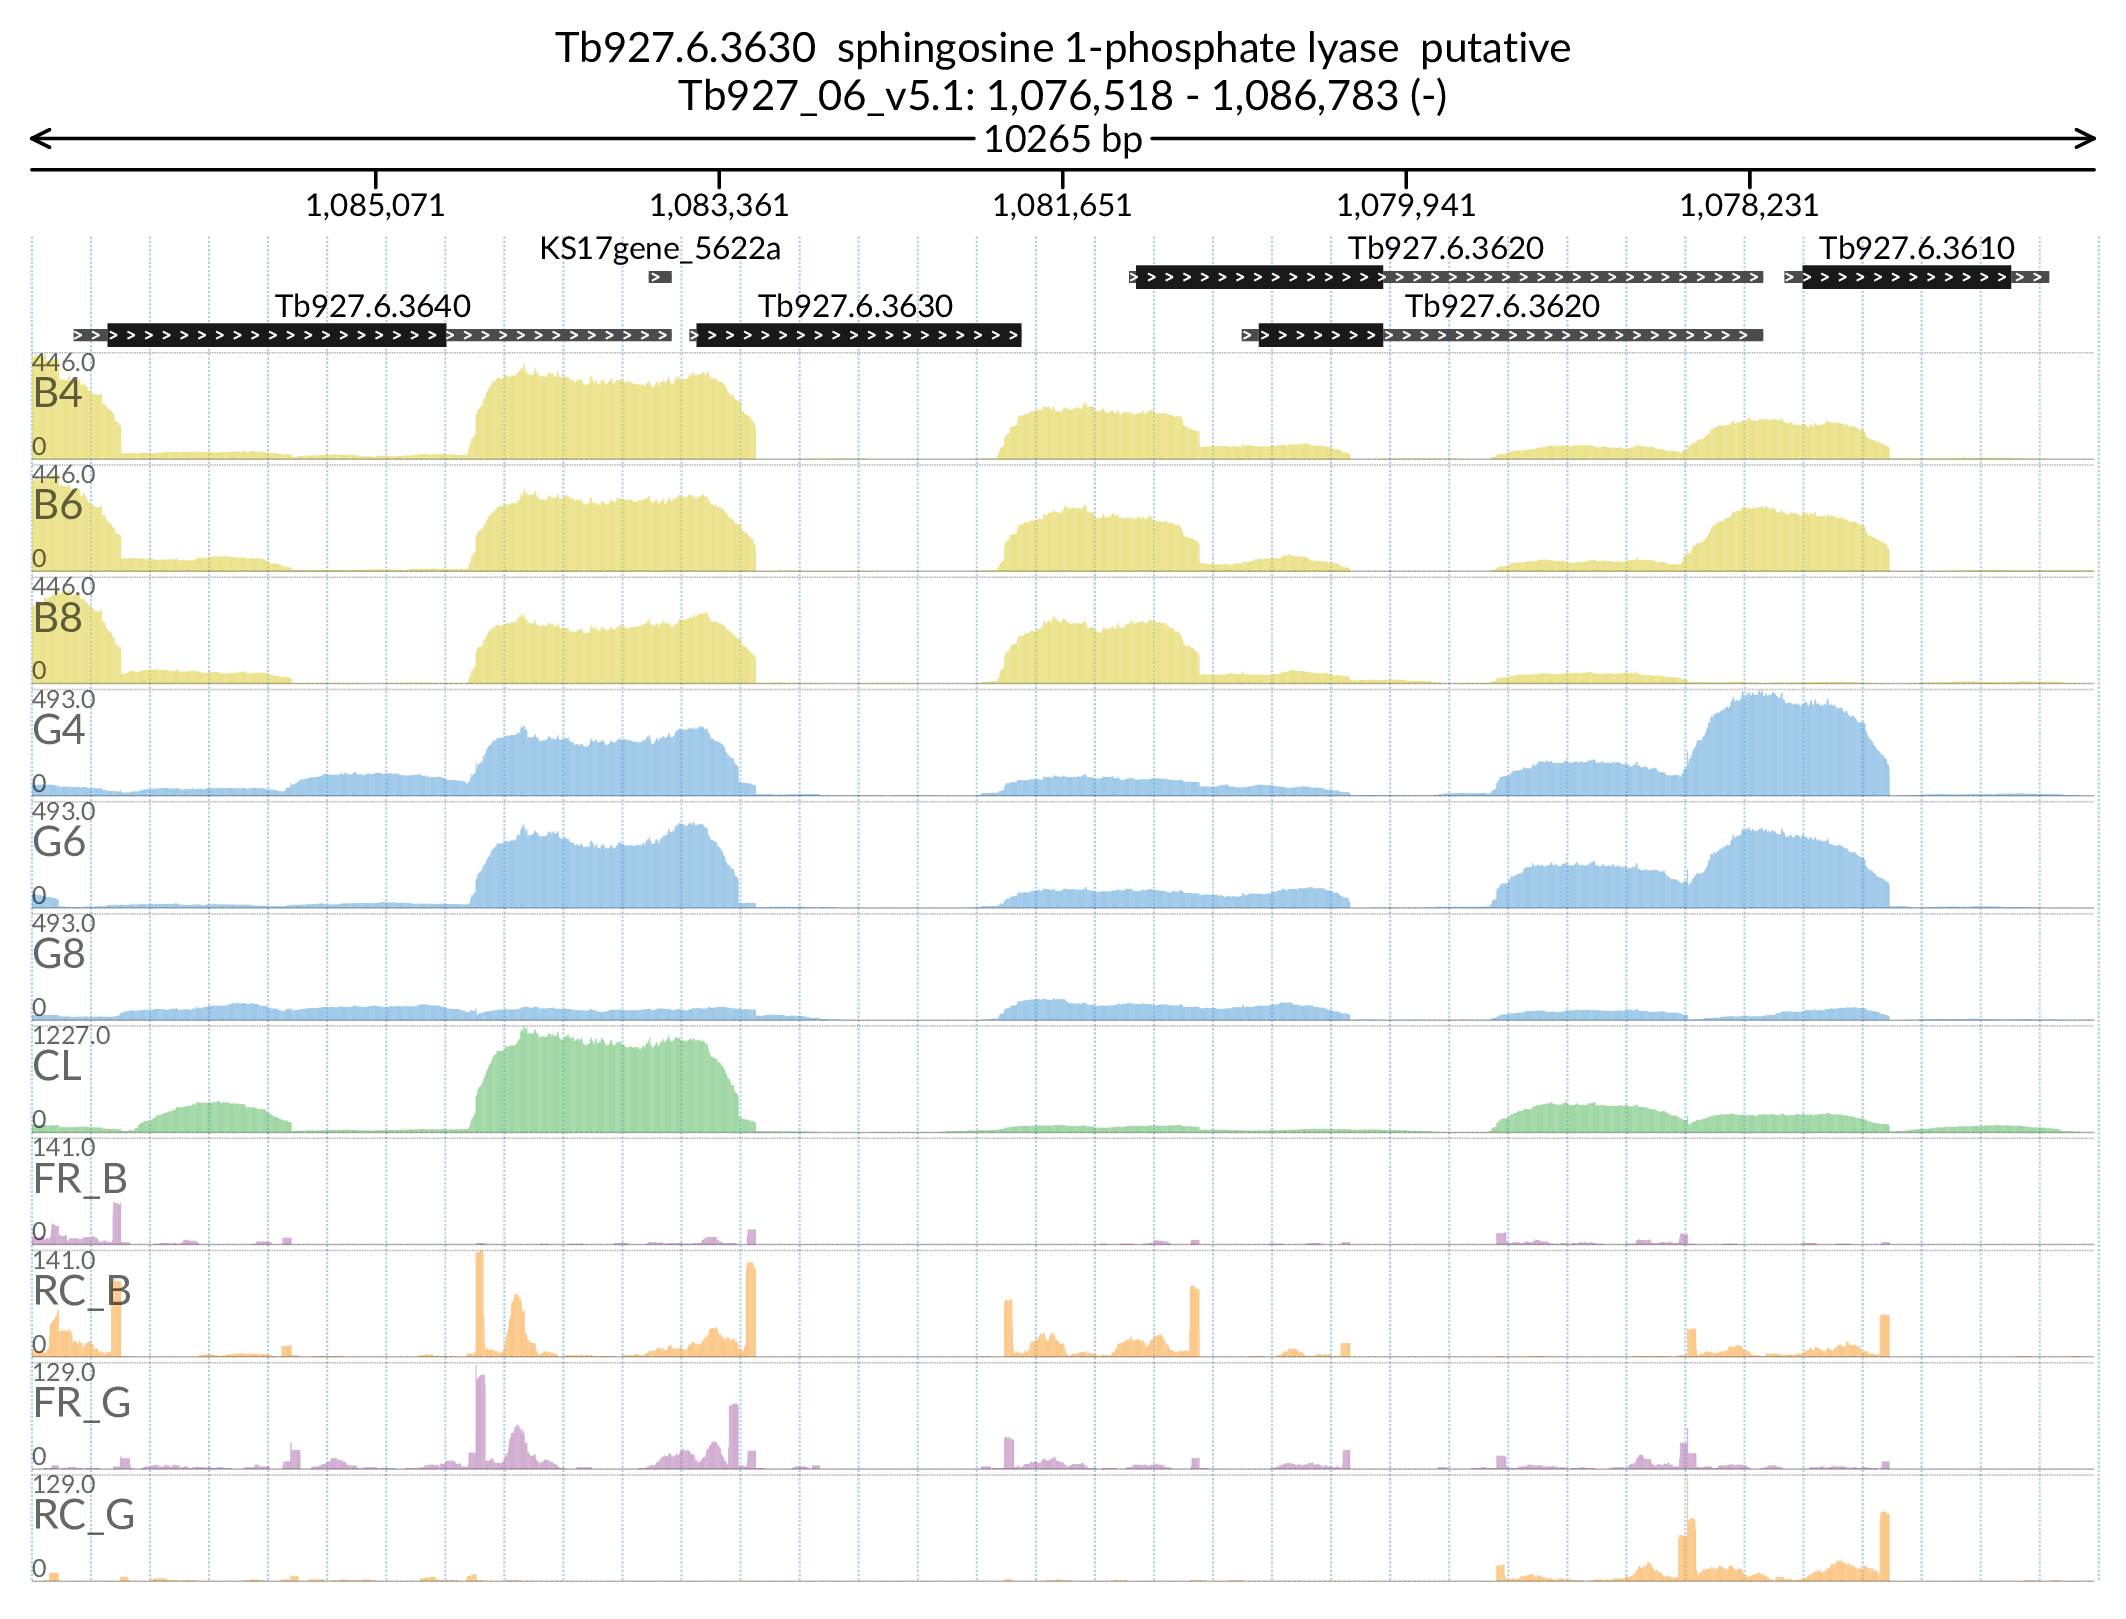 Tb927.6.3630  sphingosine 1-phosphate lyase  putative
Tb927_06_v5.1: 1,076,518 - 1,086,783 (-)
10265 bp
1,085,071 1,083,361 1,081,651 1,079,941 1,078,231
KS17gene_5622a Tb927.6.3620 Tb927.6.3610
Tb927.6.3640 Tb927.6.3630 Tb927.6.3620
446.0
B4
0
446.0
B6
0
446.0
B8
0
493.0
G4
0
493.0
G6
0
493.0
G8
0
1227.0
CL
0
141.0
FR_B
0
141.0
RC_B
0
129.0
FR_G
0
129.0
RC_G
0